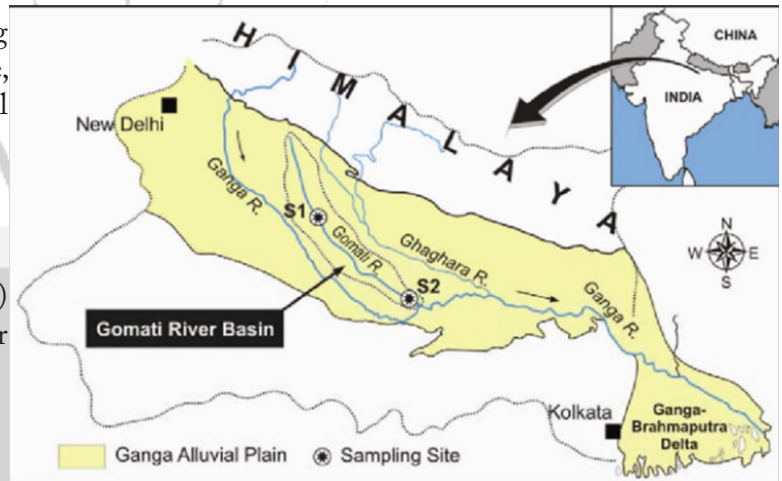 g
,
l
)
r
HIMALAYA
CHINA
INDIA
New Delhi
Ganga R.
S1
Gomati R.
Ghaghara R.
S2
Ganga R.
N
W E
S
Gomati River Basin
Kolkata
Ganga-
Brahmaputra
Delta
Ganga Alluvial Plain
Sampling Site